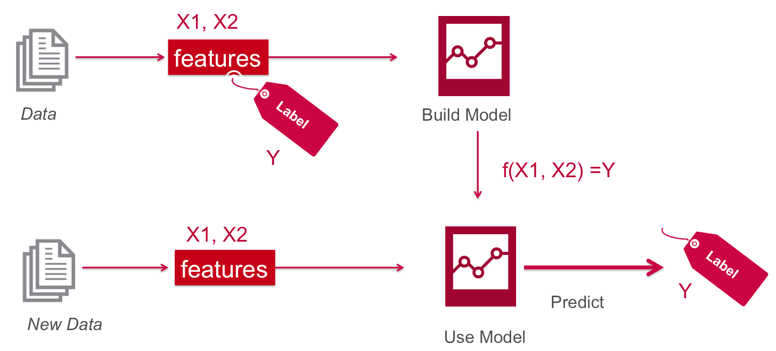 X1, X2
features
Label
Y
Data
Build Model
f(X1, X2) =Y
X1, X2
features
Label
Y
Predict
New Data
Use Model